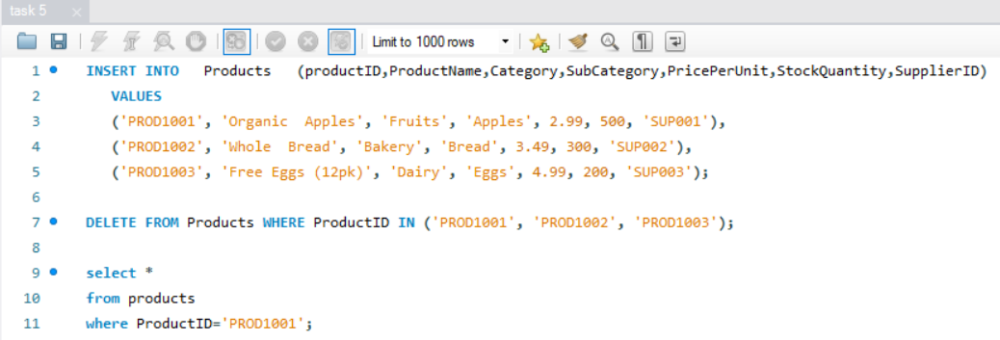 task 5
Limit to 1000 rows
1 INSERT INTO   Products   (productID,ProductName,Category,SubCategory,PricePerUnit,StockQuantity,SupplierID)
2 VALUES
3 ('PROD1001', 'Organic  Apples', 'Fruits', 'Apples', 2.99, 500, 'SUP001'),
4 ('PROD1002', 'Whole  Bread', 'Bakery', 'Bread', 3.49, 300, 'SUP002'),
5 ('PROD1003', 'Free Eggs (12pk)', 'Dairy', 'Eggs', 4.99, 200, 'SUP003');
6
7 DELETE FROM Products WHERE ProductID IN ('PROD1001', 'PROD1002', 'PROD1003');
8
9 select *
10 from products
11 where ProductID='PROD1001';